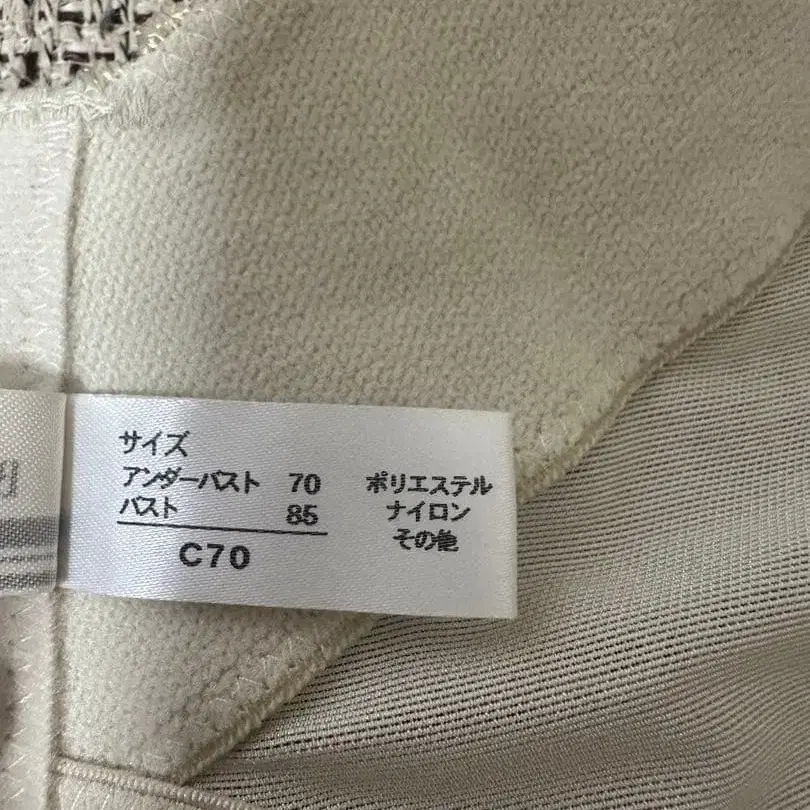 サイズ
アンダーバスト 70
バスト 85
C70
ポリエステル
ナイロン
その他